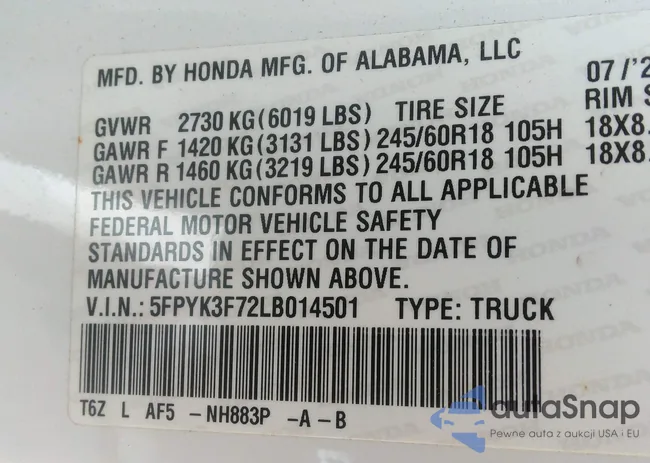 MFD. BY HONDA MFG. OF ALABAMA, LLC 07 /'2
GVWR 2730 KG(6019 LBS) TIRE SIZE RIM S
GAWR F 1420 KG(3131 LBS) 245/60R18 105H 18X8.
GAWR R 1460 KG(3219 LBS) 245/60R18 105H 18X8.
THIS VEHICLE CONFORMS TO ALL APPLICABLE
FEDERAL MOTOR VEHICLE SAFETY
STANDARDS IN EFFECT ON THE DATE OF
MANUFACTURE SHOWN ABOVE.
V.I.N.: 5FPYK3F72LB014501 TYPE: TRUCK
T6Z L AF5 -NH883P -A -B
autoSnap
Pewne auta z aukcji USA i EU